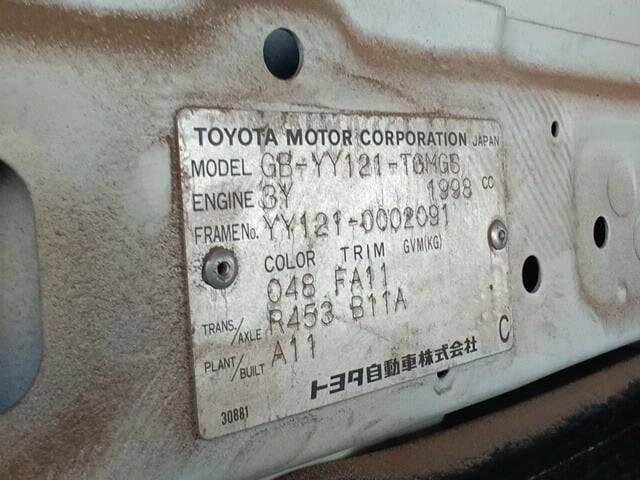 TOYOTA MOTOR CORPORATION JAPAN
MODEL GB-YY121-TGMGS
ENGINE 3Y 1998 CC
FRAME No. YY121-0002091
COLOR TRIM GVM(KG)
048 FA11
TRANS./AXLE R453 B11A
PLANT/BUILT A11
C
トヨタ自動車株式会社
30881